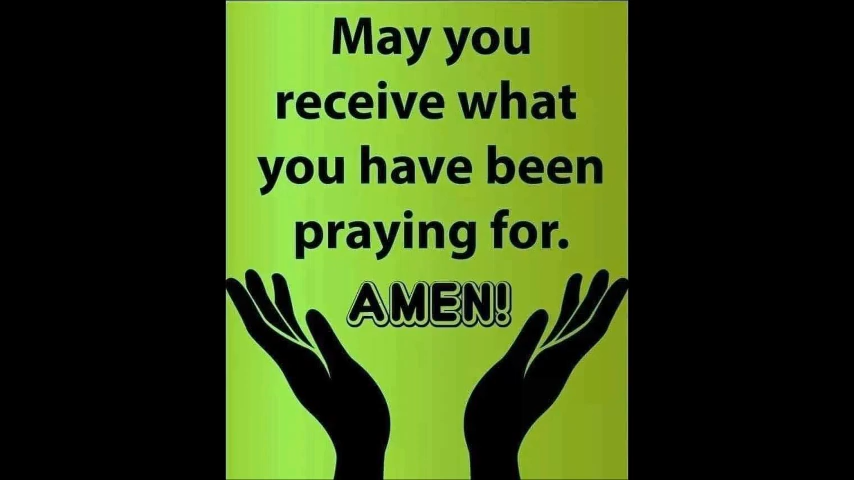 May you
receive what
you have been
praying for.
AMEN!